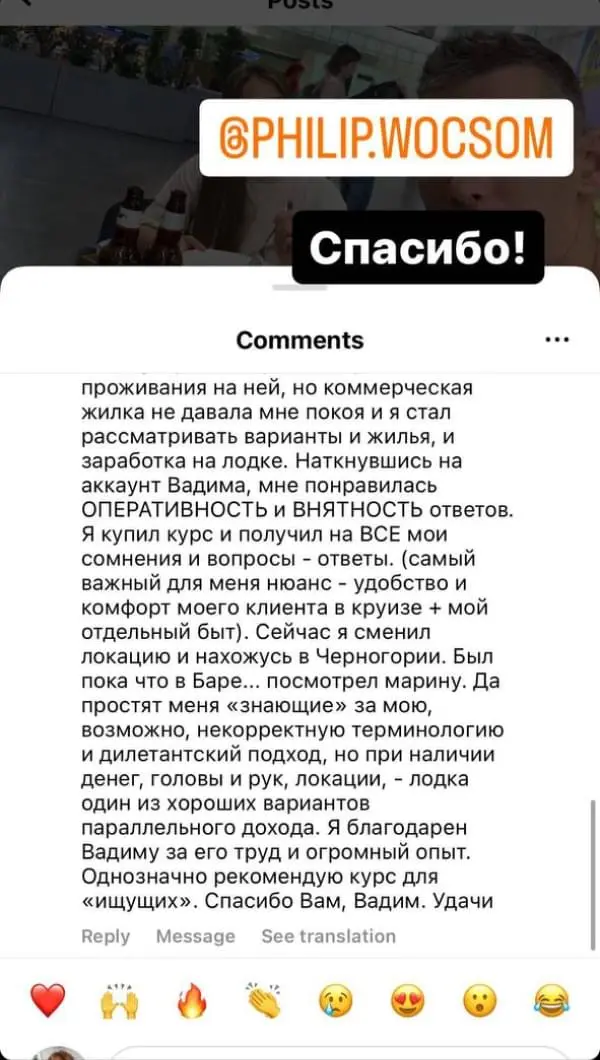 Posts
@PHILIP.WOCSOM
Спасибо!
Comments
проживания на ней, но коммерческая
жилка не давала мне покоя и я стал
рассматривать варианты и жилья, и
заработка на лодке. Наткнувшись на
аккаунт Вадима, мне понравилась
ОПЕРАТИВНОСТЬ и ВНЯТНОСТЬ ответов.
Я купил курс и получил на ВСЕ мои
сомнения и вопросы - ответы. (самый
важный для меня нюанс - удобство и
комфорт моего клиента в круизе + мой
отдельный быт). Сейчас я сменил
локацию и нахожусь в Черногории. Был
пока что в Баре... посмотрел марину. Да
простят меня «знающие» за мою,
возможно, некорректную терминологию
и дилетантский подход, но при наличии
денег, головы и рук, локации, - лодка
один из хороших вариантов
параллельного дохода. Я благодарен
Вадиму за его труд и огромный опыт.
Однозначно рекомендую курс для
«ищущих». Спасибо Вам, Вадим. Удачи
Reply Message See translation